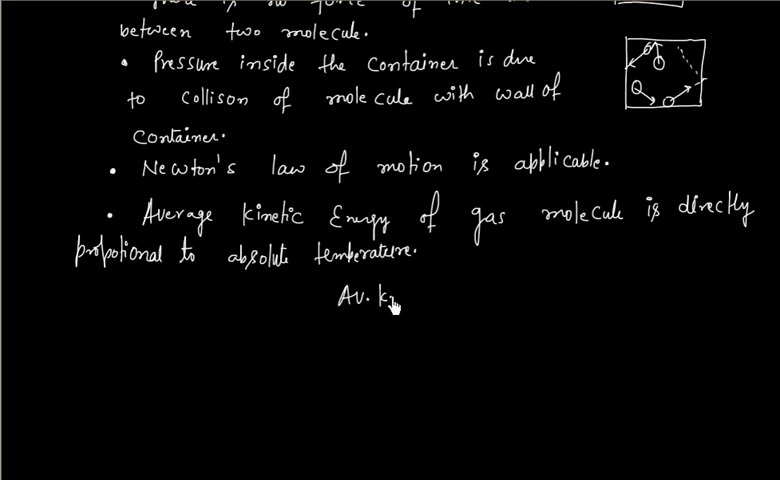 between two molecule.
• Pressure inside the container is due
to collison of molecule with wall of
container.
• Newton's law of motion is applicable.
• Average kinetic Energy of gas molecule is directly
propotional to absolute temperature.
Av. k